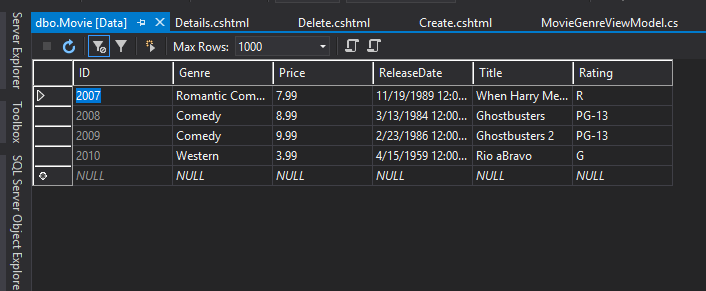 dbo.Movie [Data] Details.cshtml Delete.cshtml Create.cshtml MovieGenreViewModel.cs
Max Rows: 1000
ID Genre Price ReleaseDate Title Rating
2007 Romantic Com... 7.99 11/19/1989 12:0... When Harry Me... R
2008 Comedy 8.99 3/13/1984 12:00... Ghostbusters PG-13
2009 Comedy 9.99 2/23/1986 12:00... Ghostbusters 2 PG-13
2010 Western 3.99 4/15/1959 12:00... Rio aBravo G
NULL NULL NULL NULL NULL NULL
Server Explorer
Toolbox
SQL Server Object Explore